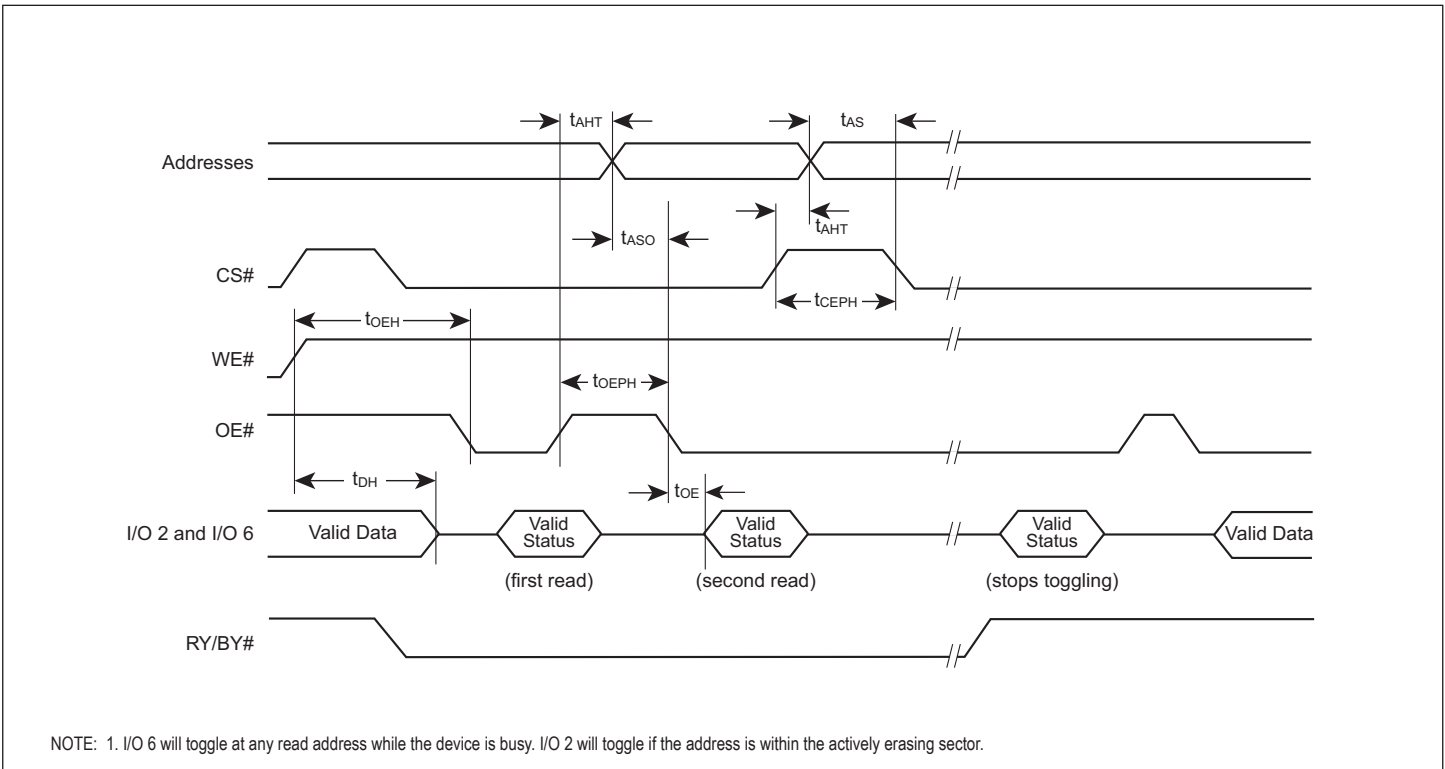 tAHT
tAS
Addresses
tAHT
tASO
CS#
tCEPH
tOEH
WE#
tOEPH
OE#
tDH
tOE
I/O 2 and I/O 6
Valid Data
Valid
Status
Valid
Status
Valid
Status
Valid Data
(first read)
(second read)
(stops toggling)
RY/BY#
NOTE: 1. I/O 6 will toggle at any read address while the device is busy. I/O 2 will toggle if the address is within the actively erasing sector.